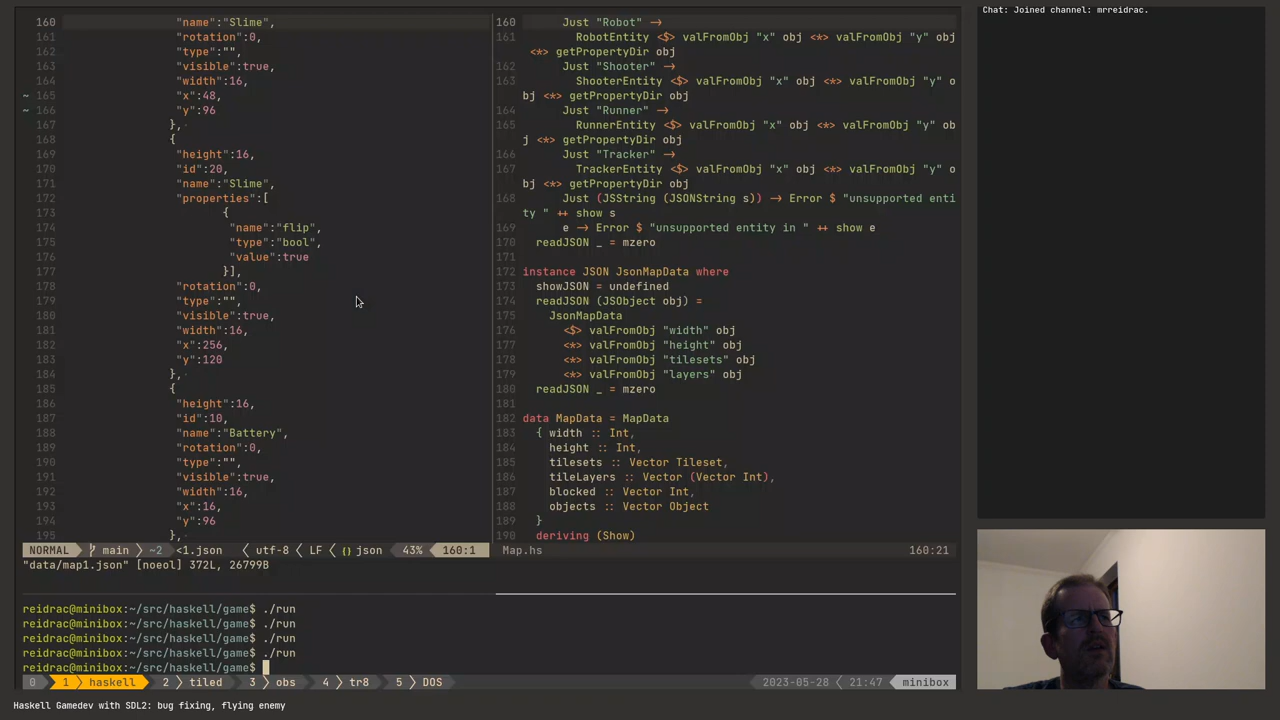 Chat: Joined channel: mrreidrac.
160 "name":"Slime",
161 "rotation":0,
162 "type":"",
163 "visible":true,
164 "width":16,
~ 165 "x":48,
~ 166 "y":96
167 },·
168 {
169 "height":16,
170 "id":20,
171 "name":"Slime",
172 "properties":[
173 {
174 "name":"flip",
175 "type":"bool",
176 "value":true
177 }],
178 "rotation":0,
179 "type":"",
180 "visible":true,
181 "width":16,
182 "x":256,
183 "y":120
184 },·
185 {
186 "height":16,
187 "id":10,
188 "name":"Battery",
189 "rotation":0,
190 "type":"",
191 "visible":true,
192 "width":16,
193 "x":16,
194 "y":96
195 },·
NORMAL main ~2 <1.json utf-8 LF {} json 43% 160:1
"data/map1.json" [noeol] 372L, 26799B
160 Just "Robot" ->
161 RobotEntity <$> valFromObj "x" obj <*> valFromObj "y" obj
<*> getPropertyDir obj
162 Just "Shooter" ->
163 ShooterEntity <$> valFromObj "x" obj <*> valFromObj "y" o
bj <*> getPropertyDir obj
164 Just "Runner" ->
165 RunnerEntity <$> valFromObj "x" obj <*> valFromObj "y" ob
j <*> getPropertyDir obj
166 Just "Tracker" ->
167 TrackerEntity <$> valFromObj "x" obj <*> valFromObj "y" o
bj <*> getPropertyDir obj
168 Just (JSString (JSONString s)) -> Error $ "unsupported enti
ty " ++ show s
169 e -> Error $ "unsupported entity in " ++ show e
170 readJSON _ = mzero
171
172 instance JSON JsonMapData where
173 showJSON = undefined
174 readJSON (JSObject obj) =
175 JsonMapData
176 <$> valFromObj "width" obj
177 <*> valFromObj "height" obj
178 <*> valFromObj "tilesets" obj
179 <*> valFromObj "layers" obj
180 readJSON _ = mzero
181
182 data MapData = MapData
183 { width :: Int,
184 height :: Int,
185 tilesets :: Vector Tileset,
186 tileLayers :: Vector (Vector Int),
187 blocked :: Vector Int,
188 objects :: Vector Object
189 }
190 deriving (Show)
Map.hs 160:21
reidrac@minibox:~/src/haskell/game$ ./run
reidrac@minibox:~/src/haskell/game$ ./run
reidrac@minibox:~/src/haskell/game$ ./run
reidrac@minibox:~/src/haskell/game$ ./run
reidrac@minibox:~/src/haskell/game$
0 1 haskell 2 tiled 3 obs 4 tr8 5 DOS 2023-05-28 21:47 minibox
Haskell Gamedev with SDL2: bug fixing, flying enemy